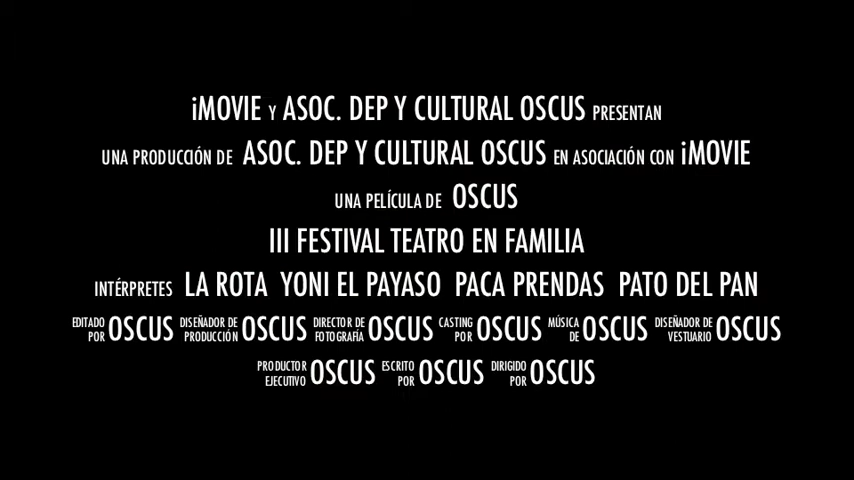 iMOVIE Y ASOC. DEP Y CULTURAL OSCUS PRESENTAN
UNA PRODUCCIÓN DE ASOC. DEP Y CULTURAL OSCUS EN ASOCIACIÓN CON iMOVIE
UNA PELÍCULA DE OSCUS
III FESTIVAL TEATRO EN FAMILIA
INTÉRPRETES LA ROTA YONI EL PAYASO PACA PRENDAS PATO DEL PAN
EDITADO POR OSCUS DISEÑADOR DE PRODUCCIÓN OSCUS DIRECTOR DE FOTOGRAFÍA OSCUS CASTING POR OSCUS MÚSICA DE OSCUS DISEÑADOR DE VESTUARIO OSCUS
PRODUCTOR EJECUTIVO OSCUS ESCRITO POR OSCUS DIRIGIDO POR OSCUS